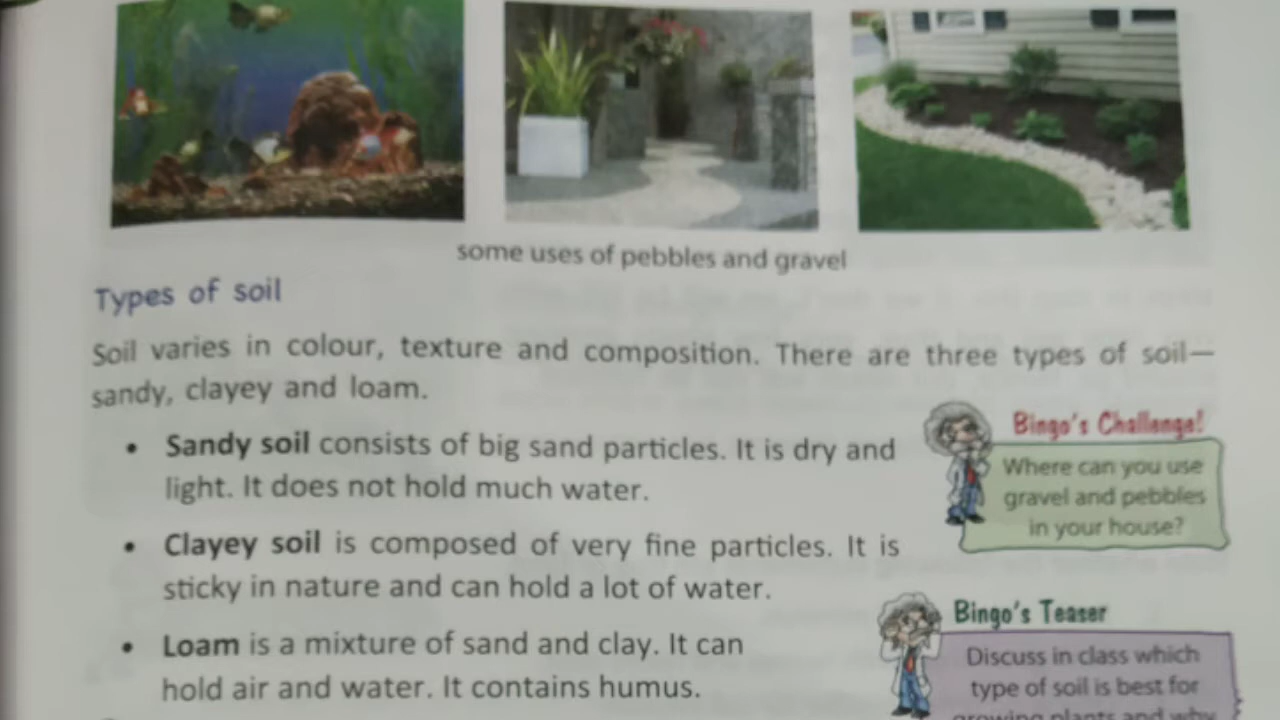 some uses of pebbles and gravel
Types of soil
Soil varies in colour, texture and composition. There are three types of soil—
sandy, clayey and loam.
• Sandy soil consists of big sand particles. It is dry and
light. It does not hold much water.
• Clayey soil is composed of very fine particles. It is
sticky in nature and can hold a lot of water.
• Loam is a mixture of sand and clay. It can
hold air and water. It contains humus.
Bingo's Challenge!
Where can you use
gravel and pebbles
in your house?
Bingo's Teaser
Discuss in class which
type of soil is best for
growing plants and why